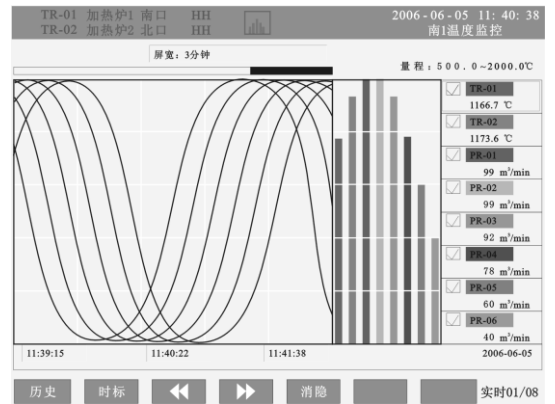 TR-01 加热炉1 南口 HH
TR-02 加热炉2 北口 HH
2006-06-05 11:40:38
南1温度监控
屏宽：3分钟
量程：500.0~2000.0℃
TR-01
1166.7 ℃
TR-02
1173.6 ℃
PR-01
99 m³/min
PR-02
99 m³/min
PR-03
92 m³/min
PR-04
78 m³/min
PR-05
60 m³/min
PR-06
40 m³/min
11:39:15 11:40:22 11:41:38 2006-06-05
历史 时标 消隐 实时01/08